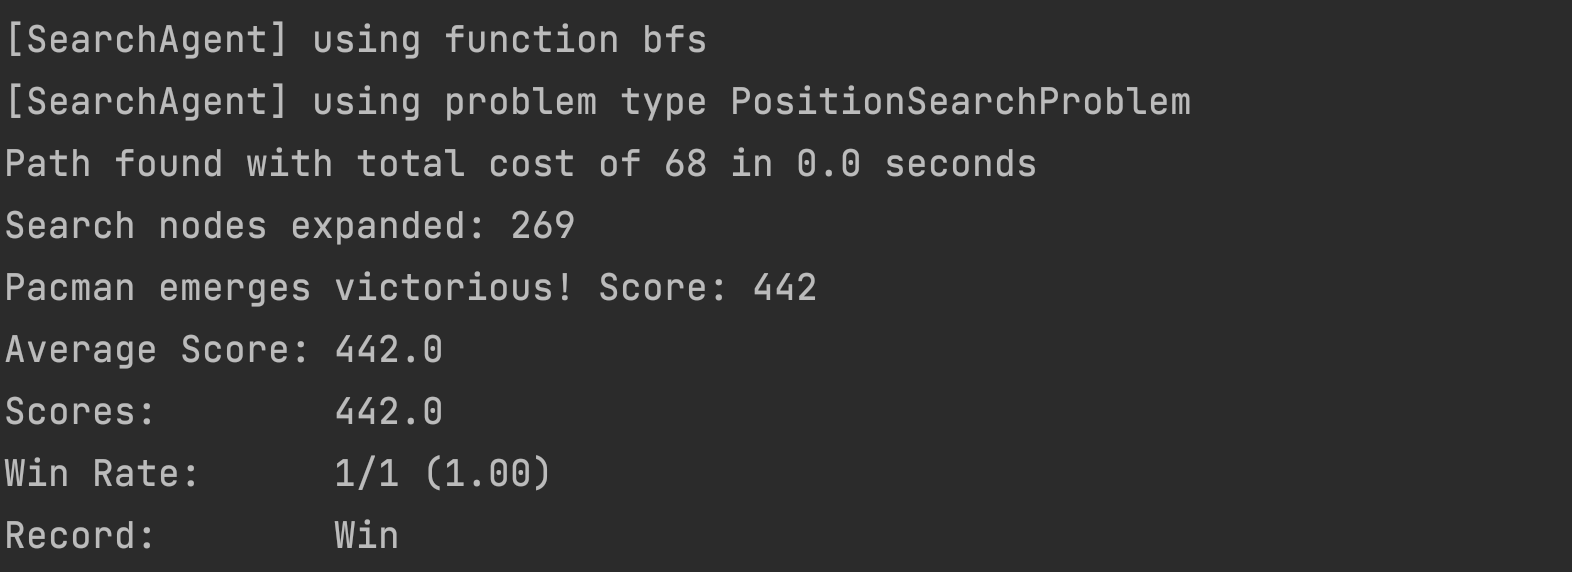 [SearchAgent] using function bfs
[SearchAgent] using problem type PositionSearchProblem
Path found with total cost of 68 in 0.0 seconds
Search nodes expanded: 269
Pacman emerges victorious! Score: 442
Average Score: 442.0
Scores:        442.0
Win Rate:      1/1 (1.00)
Record:        Win